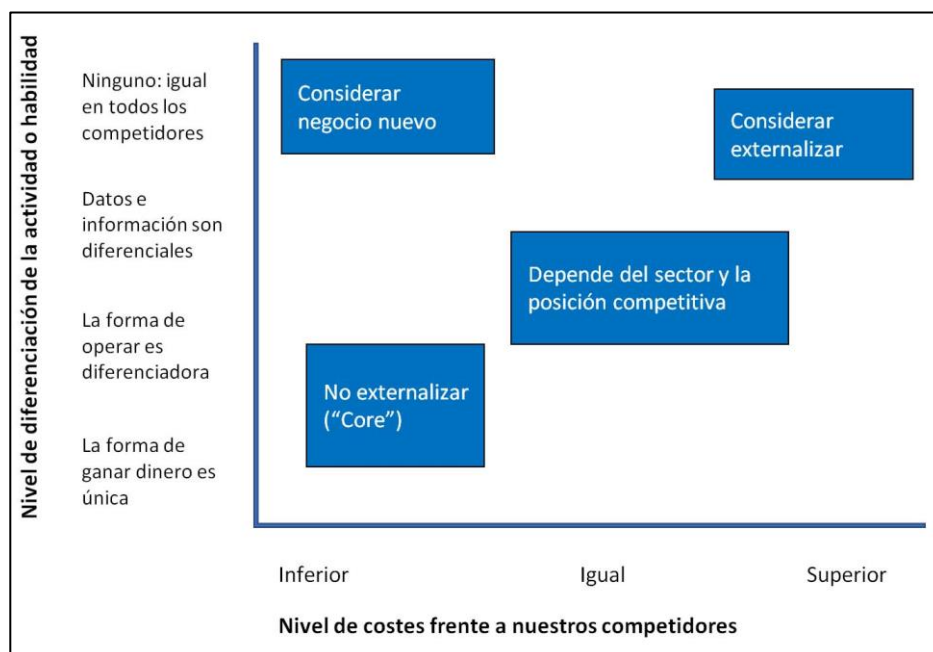 Nivel de diferenciación de la actividad o habilidad
Ninguno: igual
en todos los
competidores
Datos e
información son
diferenciales
La forma de
operar es
diferenciadora
La forma de
ganar dinero es
única
Considerar
negocio nuevo
Considerar
externalizar
Depende del sector y la
posición competitiva
No externalizar
(“Core”)
Inferior
Igual
Superior
Nivel de costes frente a nuestros competidores